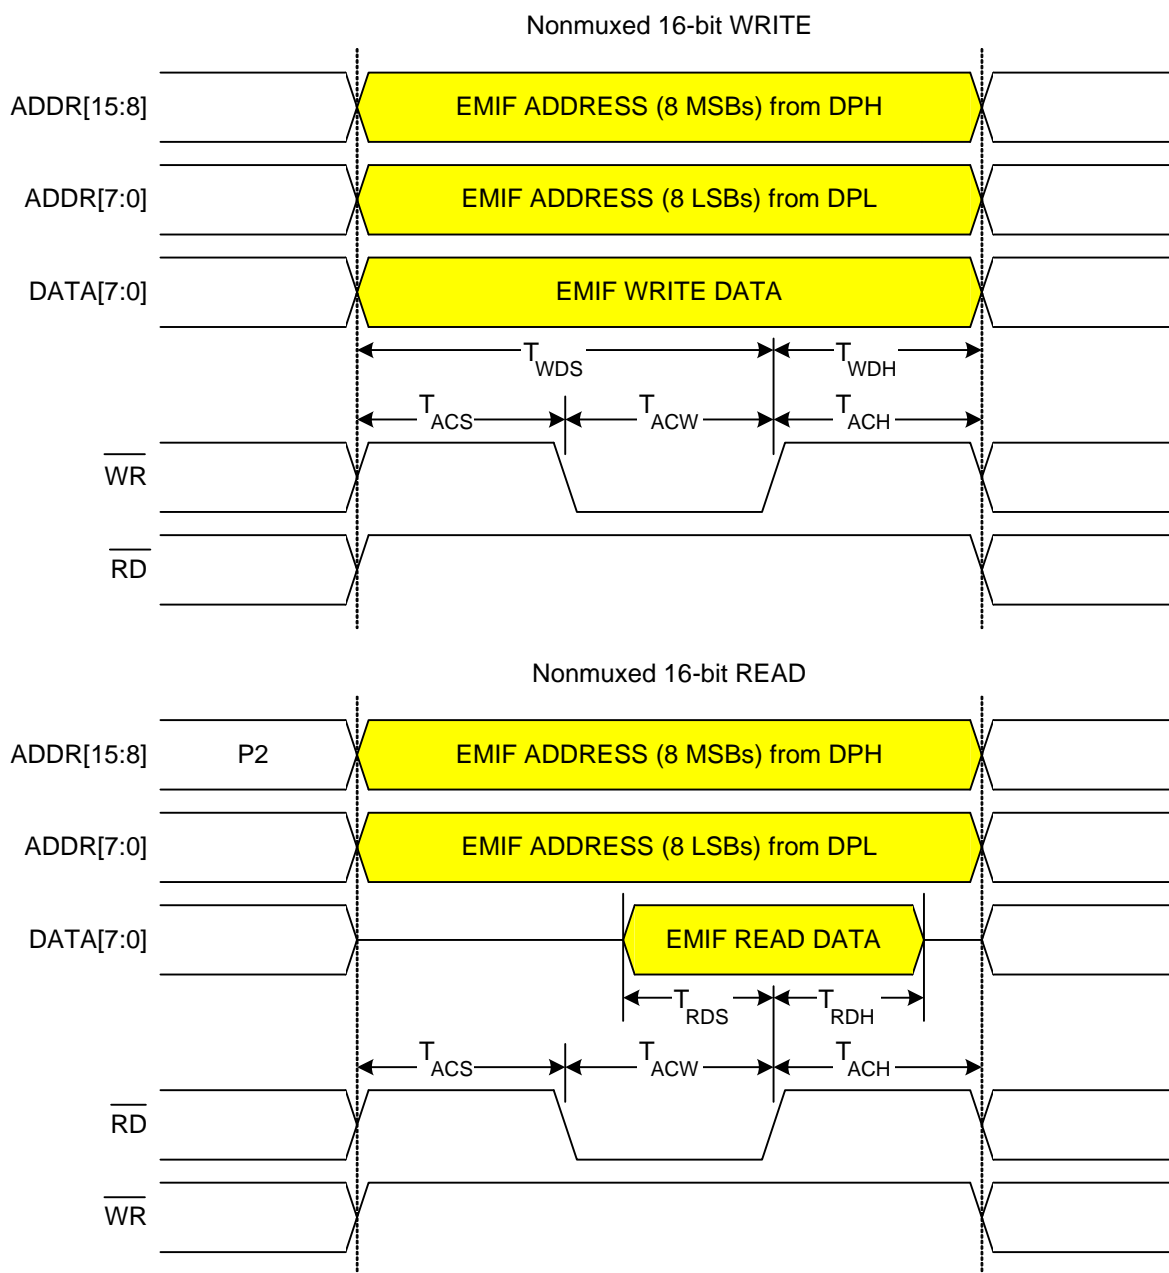 Nonmuxed 16-bit WRITE
ADDR[15:8] EMIF ADDRESS (8 MSBs) from DPH
ADDR[7:0] EMIF ADDRESS (8 LSBs) from DPL
DATA[7:0] EMIF WRITE DATA
TWDS TWDH
TACS TACW TACH
WR
RD
Nonmuxed 16-bit READ
ADDR[15:8] P2 EMIF ADDRESS (8 MSBs) from DPH
ADDR[7:0] EMIF ADDRESS (8 LSBs) from DPL
DATA[7:0] EMIF READ DATA
TRDS TRDH
TACS TACW TACH
RD
WR